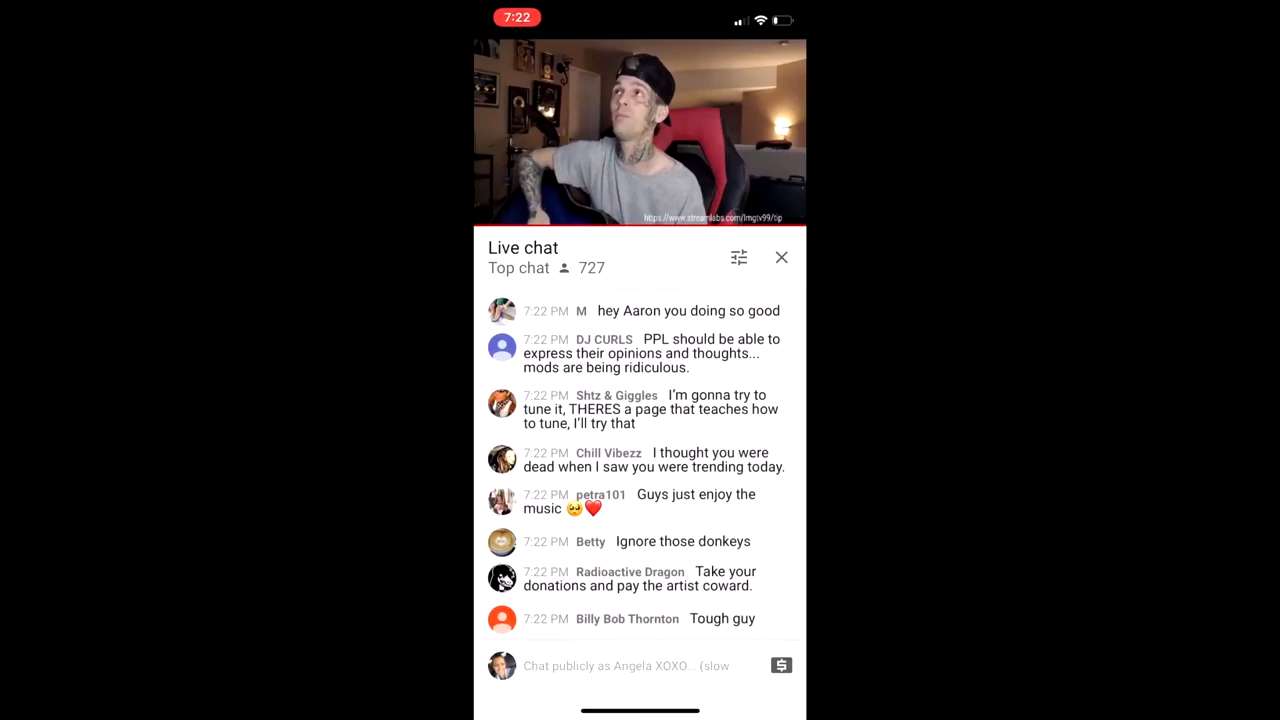 7:22
https://www.streamlabs.com/lmgtv99/tip
Live chat
Top chat 727
7:22 PM M hey Aaron you doing so good
7:22 PM DJ CURLS PPL should be able to
express their opinions and thoughts...
mods are being ridiculous.
7:22 PM Shtz & Giggles I’m gonna try to
tune it, THERES a page that teaches how
to tune, I’ll try that
7:22 PM Chill Vibezz I thought you were
dead when I saw you were trending today.
7:22 PM petra101 Guys just enjoy the
music 🥺❤️
7:22 PM Betty Ignore those donkeys
7:22 PM Radioactive Dragon Take your
donations and pay the artist coward.
7:22 PM Billy Bob Thornton Tough guy
Chat publicly as Angela XOXO... (slow